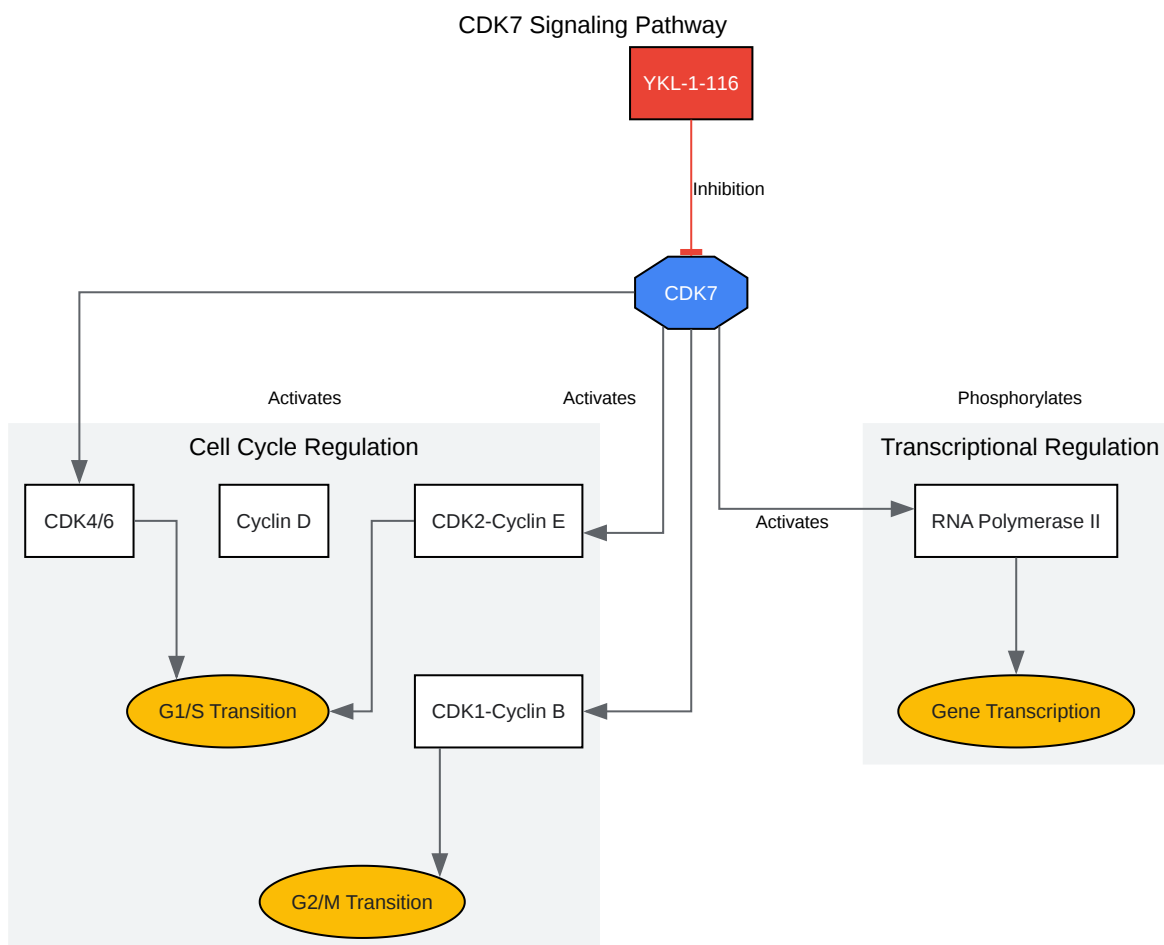 CDK7 Signaling Pathway
YKL-1-116
Inhibition
CDK7
Activates
Activates
Phosphorylates
Cell Cycle Regulation
Transcriptional Regulation
CDK4/6
Cyclin D
CDK2-Cyclin E
Activates
RNA Polymerase II
G1/S Transition
CDK1-Cyclin B
Gene Transcription
G2/M Transition